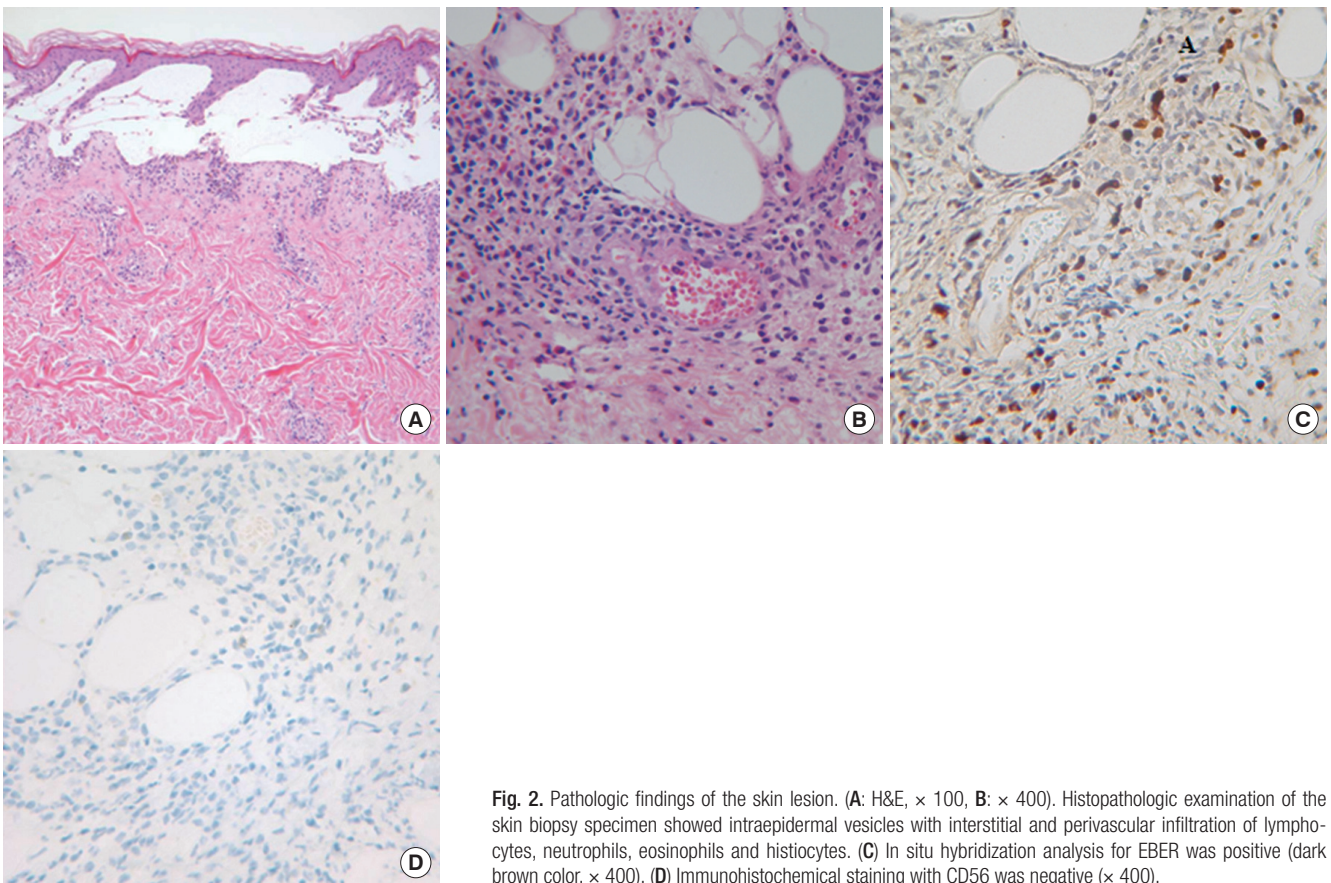 A
A
B
C
D
Fig. 2. Pathologic findings of the skin lesion. (A: H&E, × 100, B: × 400). Histopathologic examination of the
skin biopsy specimen showed intraepidermal vesicles with interstitial and perivascular infiltration of lympho-
cytes, neutrophils, eosinophils and histiocytes. (C) In situ hybridization analysis for EBER was positive (dark
brown color, × 400). (D) Immunohistochemical staining with CD56 was negative (× 400).